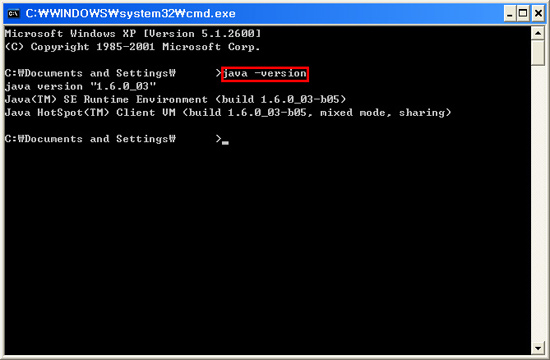 C:₩WINDOWS₩system32₩cmd.exe
Microsoft Windows XP [Version 5.1.2600]
(C) Copyright 1985-2001 Microsoft Corp.
C:₩Documents and Settings₩      >java -version
java version "1.6.0_03"
Java(TM) SE Runtime Environment (build 1.6.0_03-b05)
Java HotSpot(TM) Client VM (build 1.6.0_03-b05, mixed mode, sharing)
C:₩Documents and Settings₩      >_